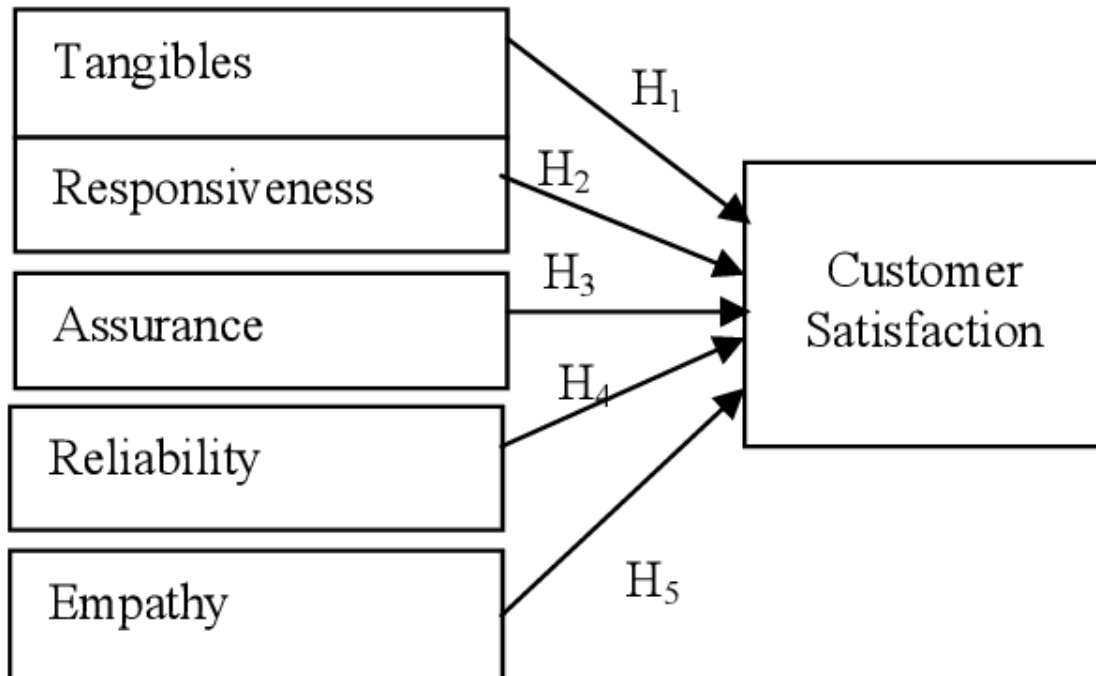 Tangibles
H₁
Responsiveness
H₂
H₃
Assurance
Customer
Satisfaction
H₄
Reliability
H₅
Empathy